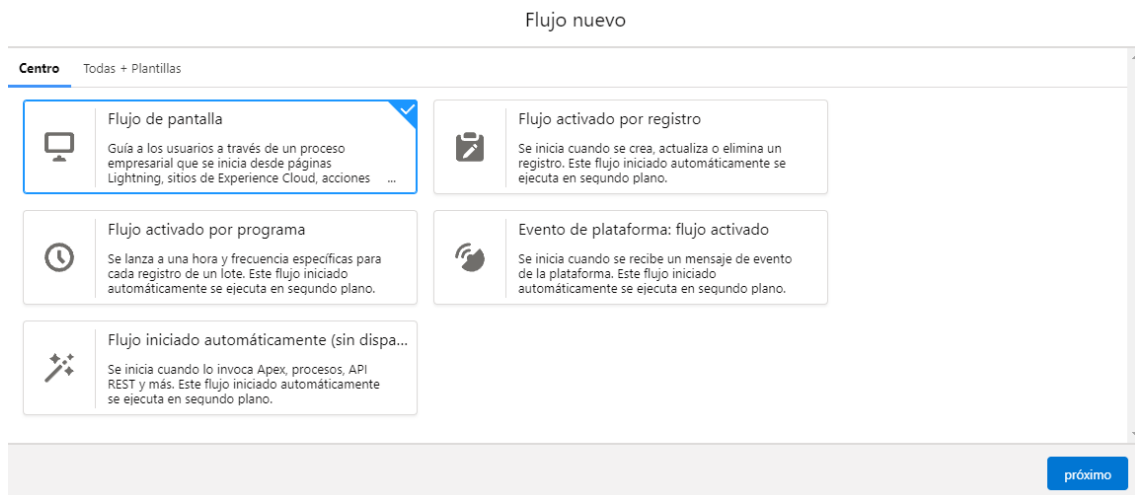 Flujo nuevo
Centro Todas + Plantillas
Flujo de pantalla
Guía a los usuarios a través de un proceso
empresarial que se inicia desde páginas
Lightning, sitios de Experience Cloud, acciones ...
Flujo activado por registro
Se inicia cuando se crea, actualiza o elimina un
registro. Este flujo iniciado automáticamente se
ejecuta en segundo plano.
Flujo activado por programa
Se lanza a una hora y frecuencia específicas para
cada registro de un lote. Este flujo iniciado
automáticamente se ejecuta en segundo plano.
Evento de plataforma: flujo activado
Se inicia cuando se recibe un mensaje de evento
de la plataforma. Este flujo iniciado
automáticamente se ejecuta en segundo plano.
Flujo iniciado automáticamente (sin dispa...
Se inicia cuando lo invoca Apex, procesos, API
REST y más. Este flujo iniciado automáticamente
se ejecuta en segundo plano.
próximo